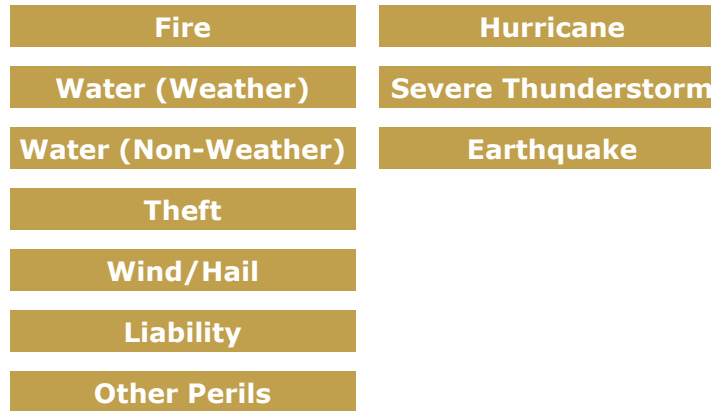 Fire
Water (Weather)
Water (Non-Weather)
Theft
Wind/Hail
Liability
Other Perils
Hurricane
Severe Thunderstorm
Earthquake